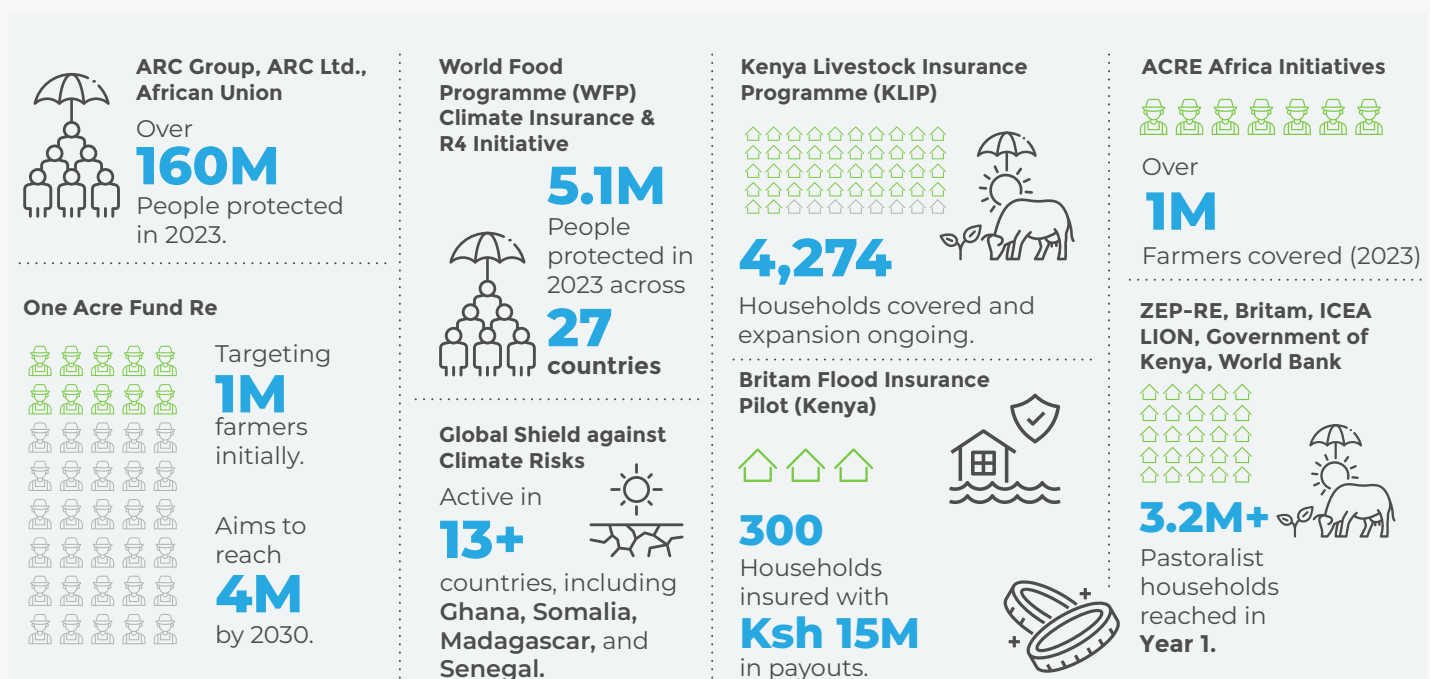 ARC Group, ARC Ltd.,
African Union
Over
160M
People protected
in 2023.
One Acre Fund Re
Targeting
1M
farmers
initially.
Aims to
reach
4M
by 2030.
World Food
Programme (WFP)
Climate Insurance &
R4 Initiative
5.1M
People
protected in
2023 across
27
countries
Global Shield against
Climate Risks
Active in
13+
countries, including
Ghana, Somalia,
Madagascar, and
Senegal.
Kenya Livestock Insurance
Programme (KLIP)
4,274
Households covered and
expansion ongoing.
Britam Flood Insurance
Pilot (Kenya)
300
Households
insured with
Ksh 15M
in payouts.
ACRE Africa Initiatives
Over
1M
Farmers covered (2023)
ZEP-RE, Britam, ICEA
LION, Government of
Kenya, World Bank
3.2M+
Pastoralist
households
reached in
Year 1.